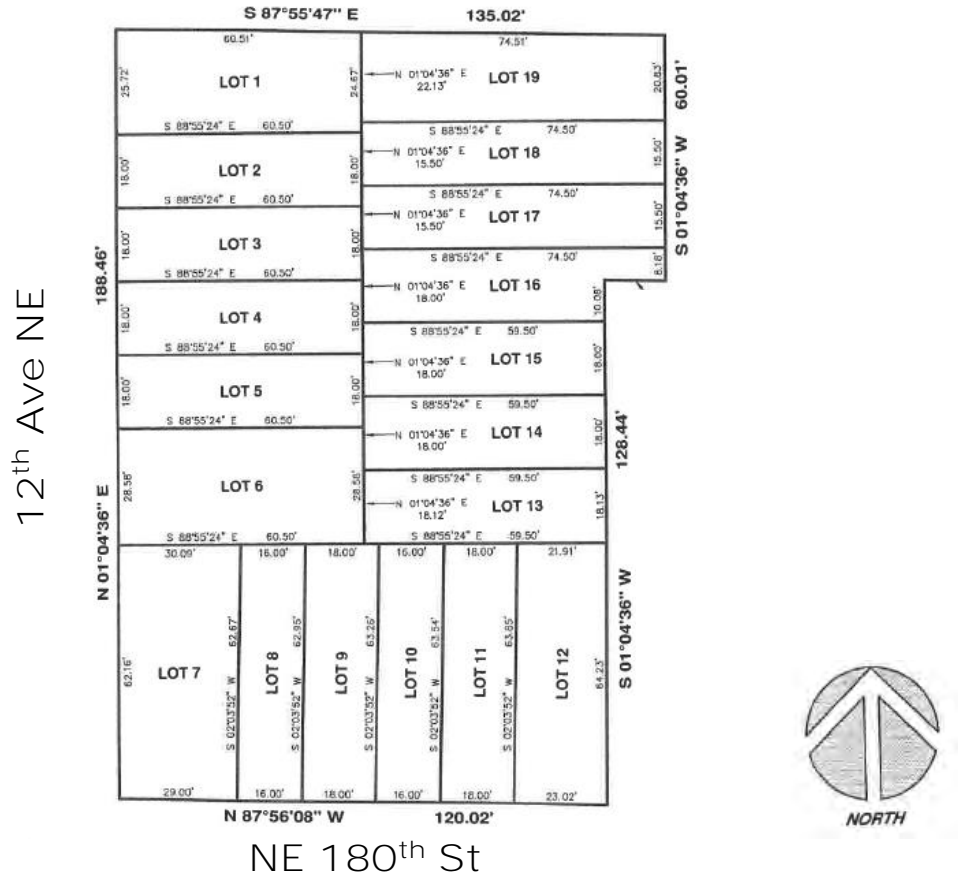 S 87°55'47" E 135.02'
60.51' 74.51'
25.72' LOT 1 24.67' N 01°04'36" E LOT 19 20.83' 60.01'
22.13'
S 88°55'24" E 60.50' S 88°55'24" E 74.50'
18.00' LOT 2 18.00' N 01°04'36" E LOT 18 15.50'
15.50'
S 88°55'24" E 60.50' S 88°55'24" E 74.50'
18.00' LOT 3 18.00' N 01°04'36" E LOT 17 15.50' S 01°04'36" W
15.50'
S 88°55'24" E 60.50' S 88°55'24" E 74.50' 8.18'
188.46' 18.00' LOT 4 18.00' N 01°04'36" E LOT 16 10.08'
18.00'
S 88°55'24" E 60.50' S 88°55'24" E 59.50'
18.00' LOT 5 18.00' N 01°04'36" E LOT 15 18.00'
18.00'
S 88°55'24" E 60.50' S 88°55'24" E 59.50'
12th Ave NE
N 01°04'36" E LOT 14 18.00' 128.44'
18.00'
28.58' LOT 6 28.58' S 88°55'24" E 59.50'
N 01°04'36" E LOT 13 18.13'
18.12'
S 88°55'24" E 60.50' S 88°55'24" E 59.50'
N 01°04'36" E
30.09' 16.00' 18.00' 16.00' 18.00' 21.91'
62.16' LOT 7 S 02°03'52" W 62.67' LOT 8 S 02°03'52" W 62.95' LOT 9 S 02°03'52" W 63.26' LOT 10 S 02°03'52" W 63.54' LOT 11 S 02°03'52" W 63.85' LOT 12 64.23' S 01°04'36" W
29.00' 16.00' 18.00' 16.00' 18.00' 23.02'
N 87°56'08" W 120.02'
NE 180th St
NORTH